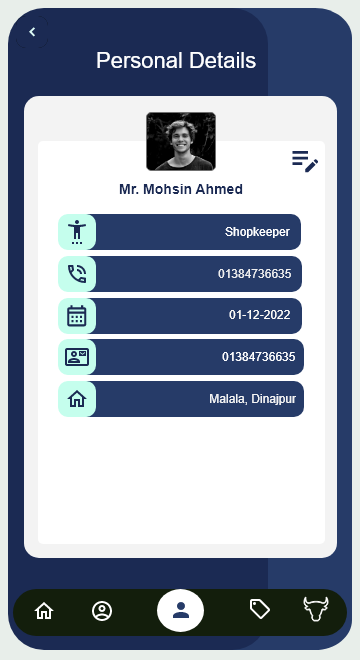 Personal Details
Mr. Mohsin Ahmed
Shopkeeper
01384736635
01-12-2022
01384736635
Malala, Dinajpur